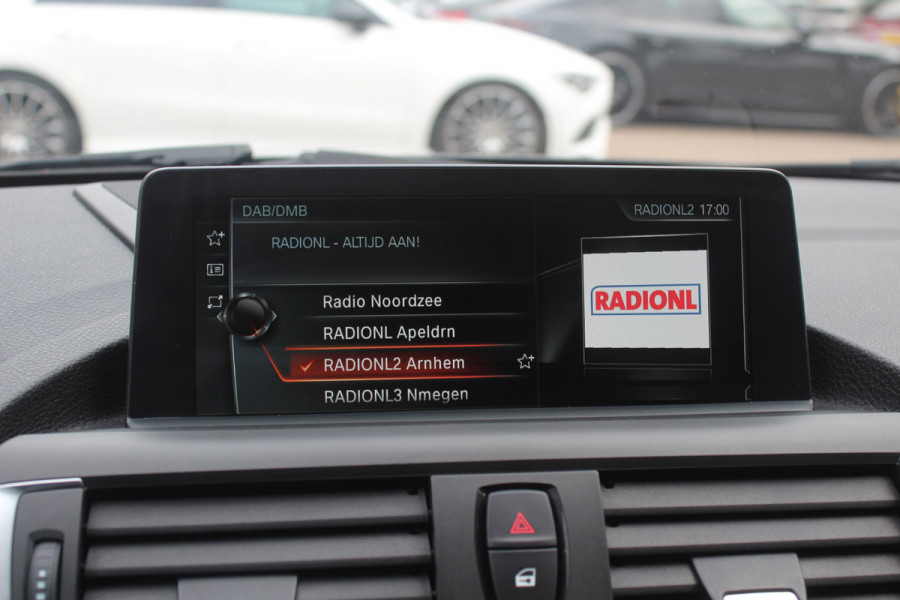 DAB/DMB
RADIONL2 17:00
RADIONL - ALTIJD AAN!
Radio Noordzee
RADIONL Apeldrn
RADIONL2 Arnhem
RADIONL3 Nmegen
RADIONL